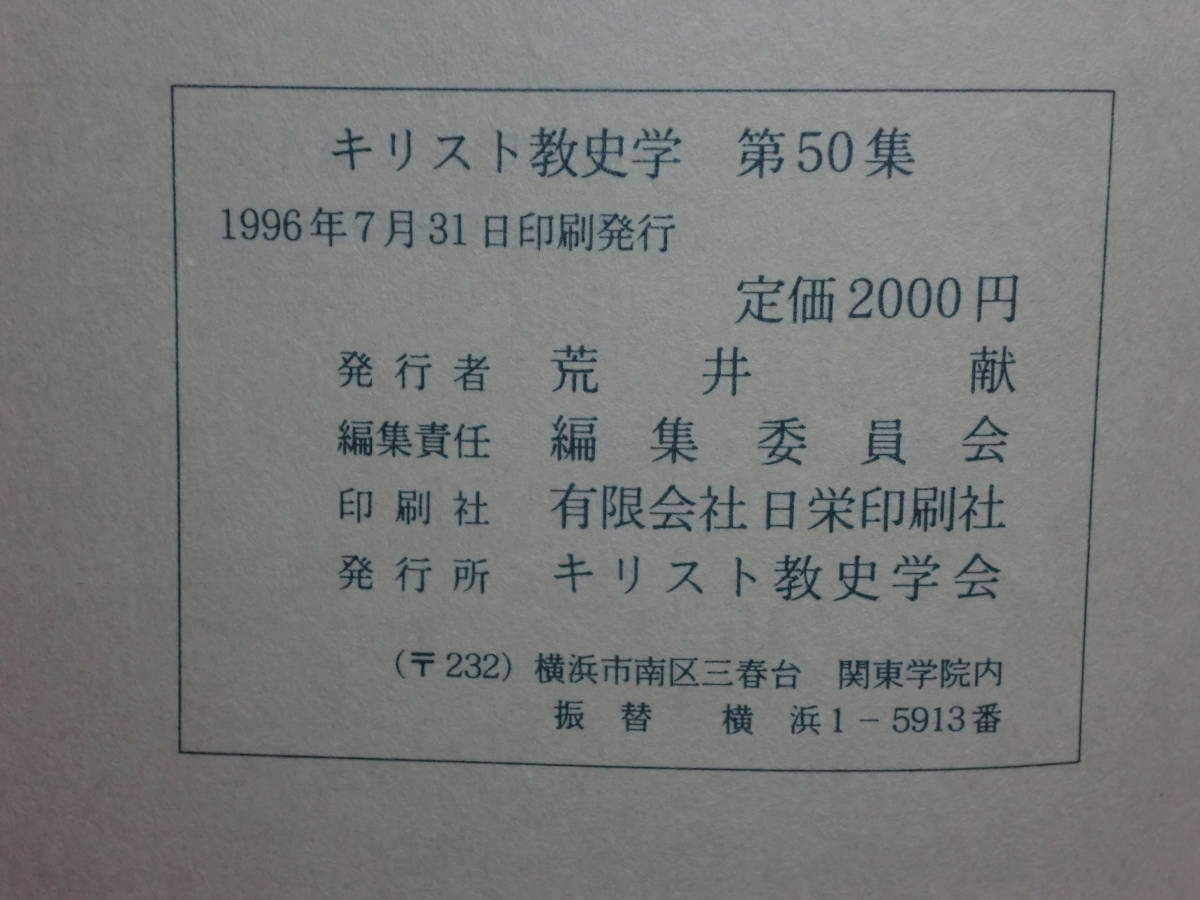 キリスト教史学　第50集
1996年7月31日印刷発行
定価2000円
発行者　荒井献
編集責任　編集委員会
印刷社　有限会社日栄印刷社
発行所　キリスト教史学会
（〒232）横浜市南区三春台　関東学院内
振替　横浜1－5913番